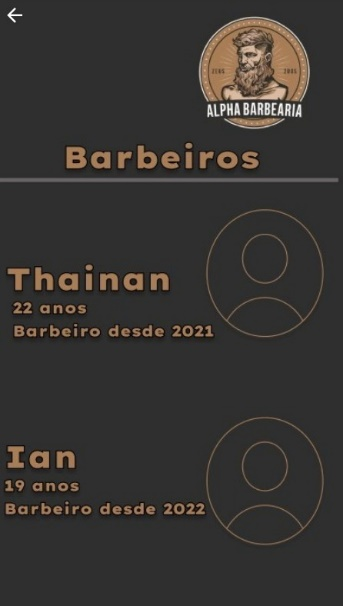 ALPHA BARBEARIA
Barbeiros
Thainan
22 anos
Barbeiro desde 2021
Ian
19 anos
Barbeiro desde 2022